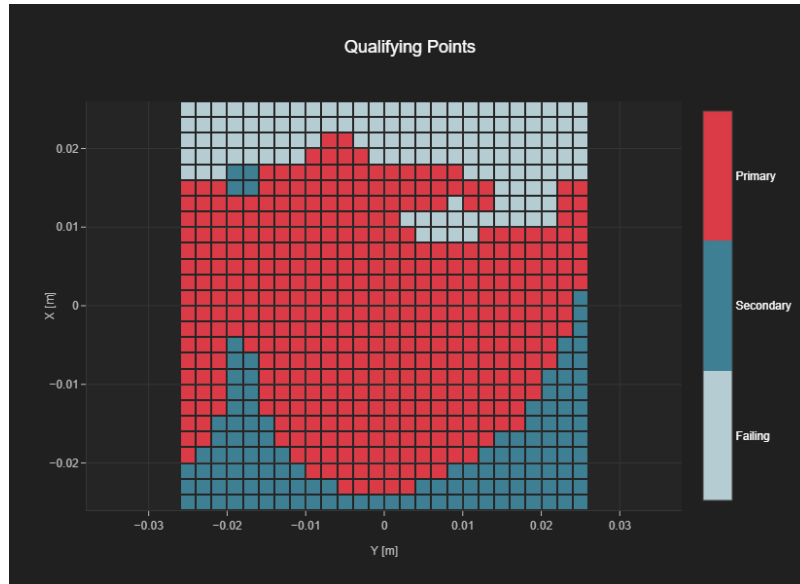 Qualifying Points
0.02
0.01
0
−0.01
−0.02
X [m]
−0.03
−0.02
−0.01
0
0.01
0.02
0.03
Y [m]
Primary
Secondary
Failing